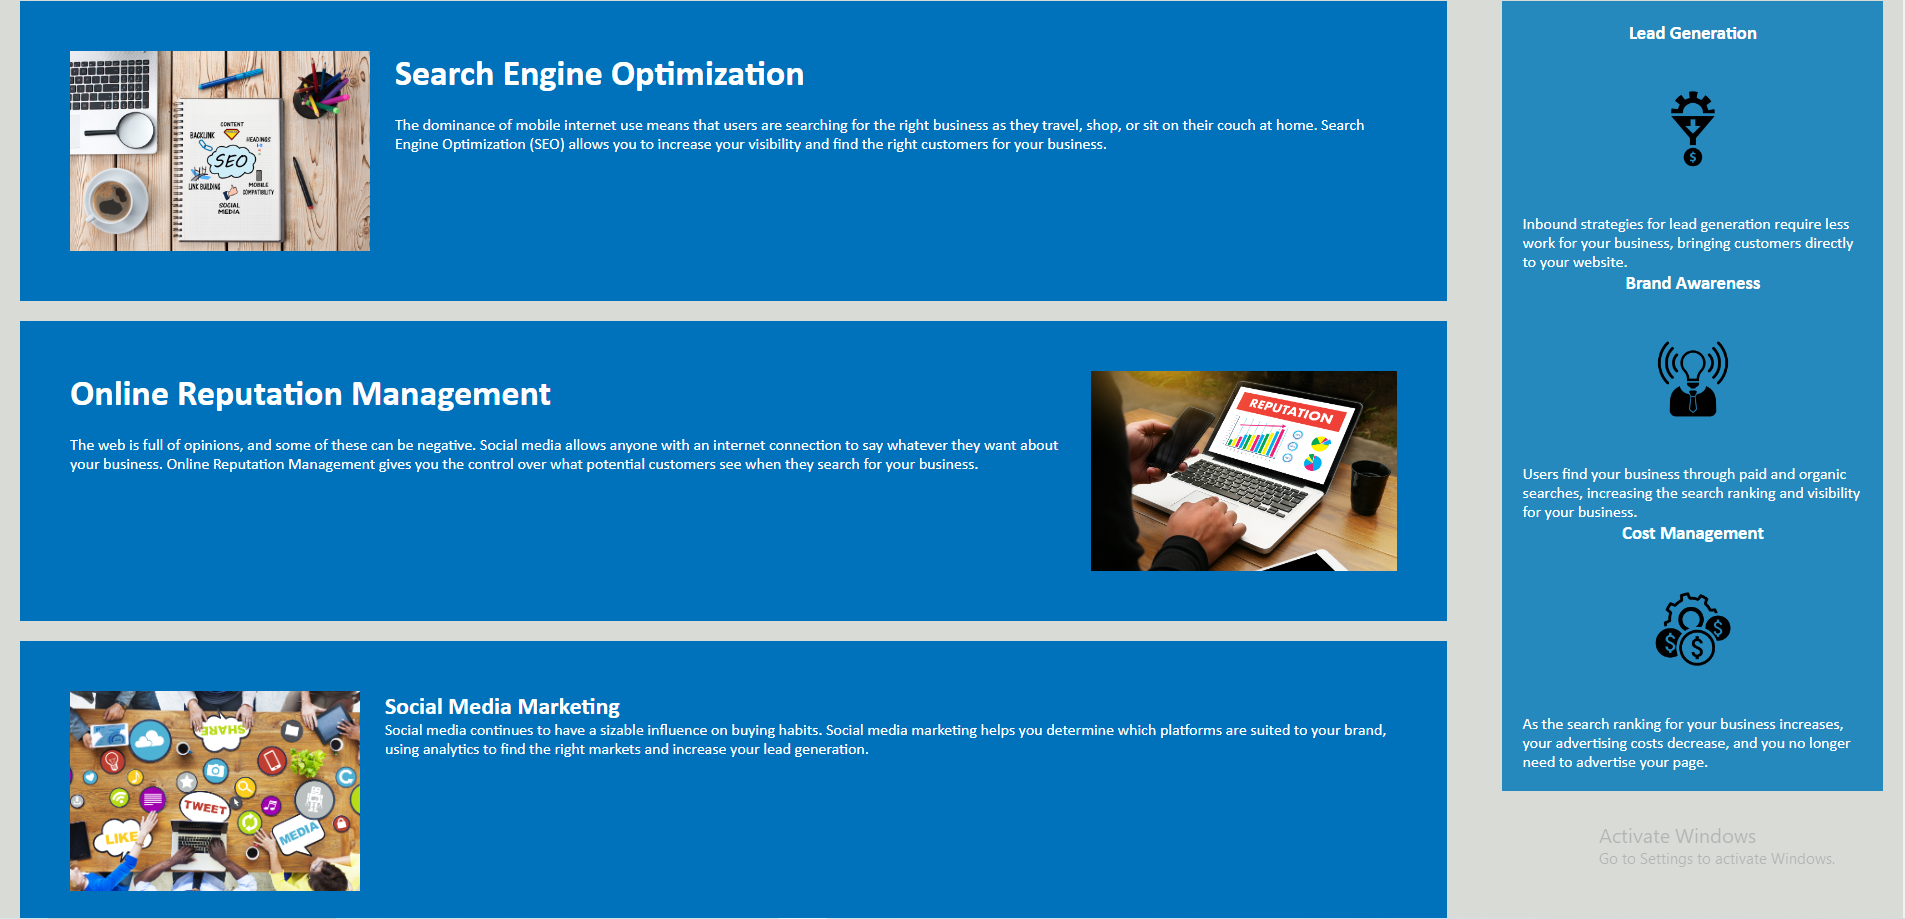 Search Engine Optimization
The dominance of mobile internet use means that users are searching for the right business as they travel, shop, or sit on their couch at home. Search
Engine Optimization (SEO) allows you to increase your visibility and find the right customers for your business.
CONTENT
BACKLINK
HEADINGS
SEO
LINK BUILDING
MOBILE
COMPATIBILITY
SOCIAL
MEDIA
Online Reputation Management
The web is full of opinions, and some of these can be negative. Social media allows anyone with an internet connection to say whatever they want about
your business. Online Reputation Management gives you the control over what potential customers see when they search for your business.
REPUTATION
Social Media Marketing
Social media continues to have a sizable influence on buying habits. Social media marketing helps you determine which platforms are suited to your brand,
using analytics to find the right markets and increase your lead generation.
SHARE
TWEET
LIKE
MEDIA
Lead Generation
$
Inbound strategies for lead generation require less
work for your business, bringing customers directly
to your website.
Brand Awareness
Users find your business through paid and organic
searches, increasing the search ranking and visibility
for your business.
Cost Management
$
$
$
As the search ranking for your business increases,
your advertising costs decrease, and you no longer
need to advertise your page.
Activate Windows
Go to Settings to activate Windows.